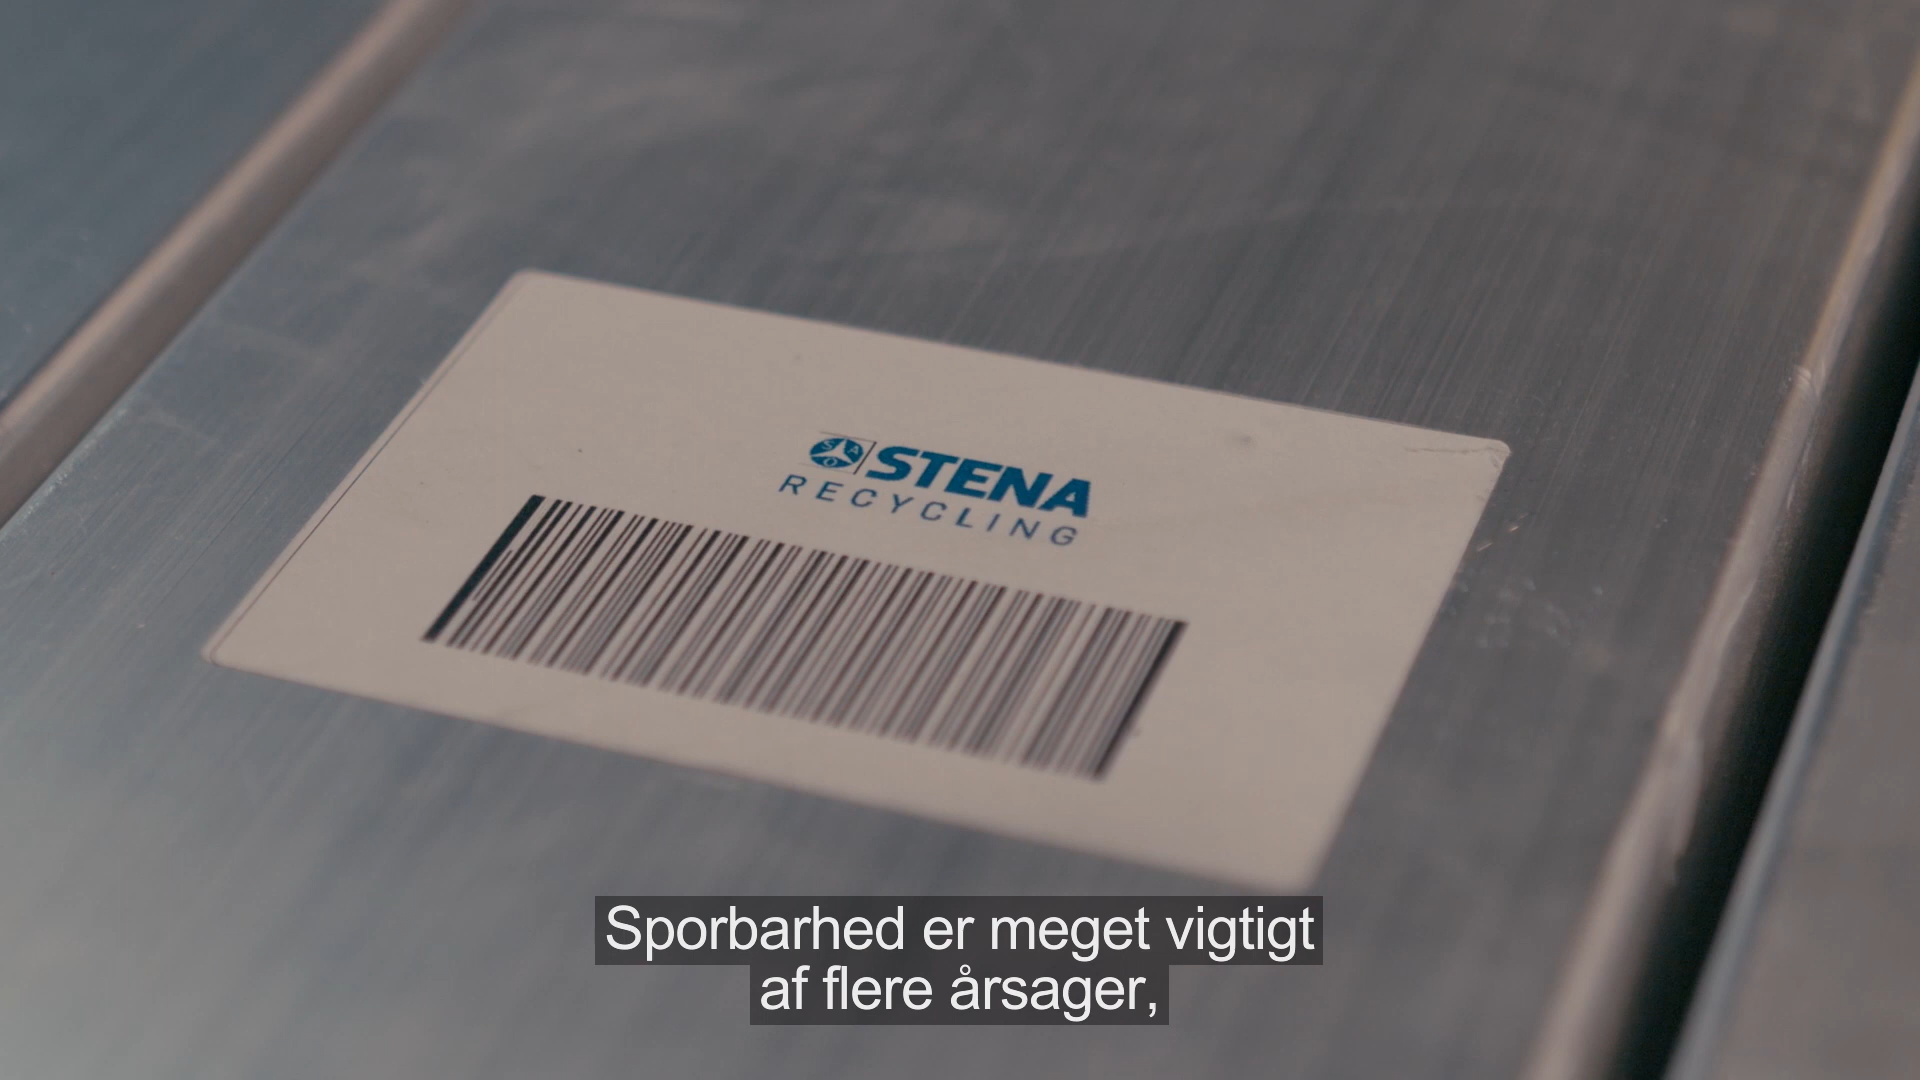 STENA
RECYCLING
Sporbarhed er meget vigtigt
af flere årsager,